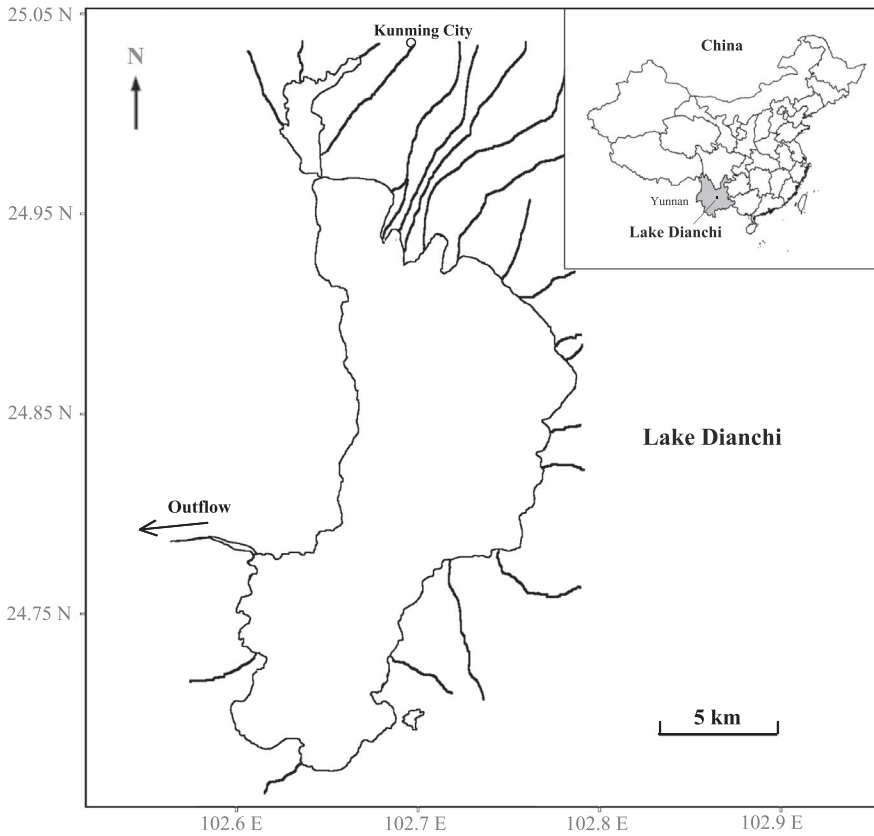 25.05 N
Kunming City
N
China
24.95 N
Yunnan
Lake Dianchi
24.85 N
Lake Dianchi
Outflow
24.75 N
5 km
102.6 E
102.7 E
102.8 E
102.9 E